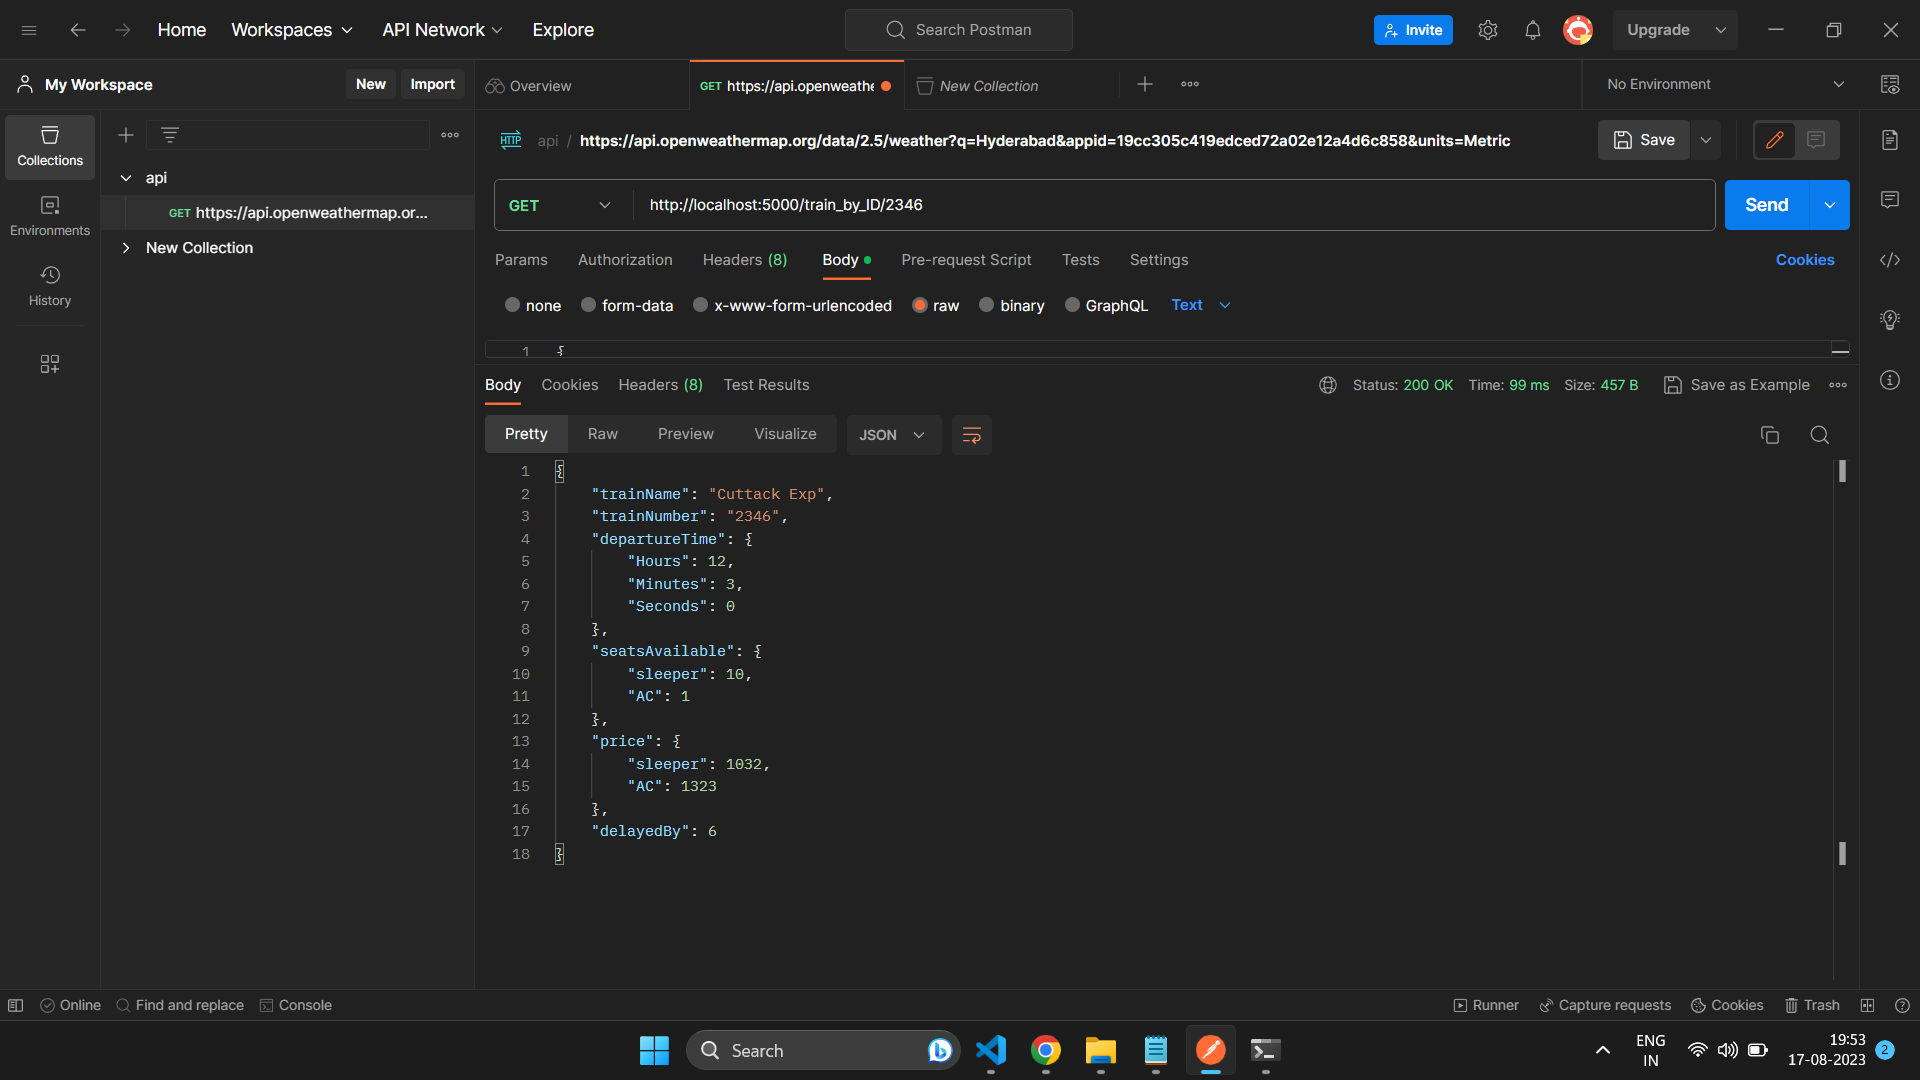 Home Workspaces API Network Explore Search Postman Invite Upgrade
My Workspace New Import Overview GET https://api.openweathe New Collection No Environment
Collections
Environments
History
api
GET https://api.openweathermap.or...
New Collection
HTTP api / https://api.openweathermap.org/data/2.5/weather?q=Hyderabad&appid=19cc305c419edced72a02e12a4d6c858&units=Metric Save
GET http://localhost:5000/train_by_ID/2346 Send
Params Authorization Headers (8) Body Pre-request Script Tests Settings Cookies
none form-data x-www-form-urlencoded raw binary GraphQL Text
1 {
Body Cookies Headers (8) Test Results Status: 200 OK Time: 99 ms Size: 457 B Save as Example
Pretty Raw Preview Visualize JSON
1 {
2 "trainName": "Cuttack Exp",
3 "trainNumber": "2346",
4 "departureTime": {
5 "Hours": 12,
6 "Minutes": 3,
7 "Seconds": 0
8 },
9 "seatsAvailable": {
10 "sleeper": 10,
11 "AC": 1
12 },
13 "price": {
14 "sleeper": 1032,
15 "AC": 1323
16 },
17 "delayedBy": 6
18 }
Online Find and replace Console Runner Capture requests Cookies Trash
Search ENG 19:53
IN 17-08-2023 2